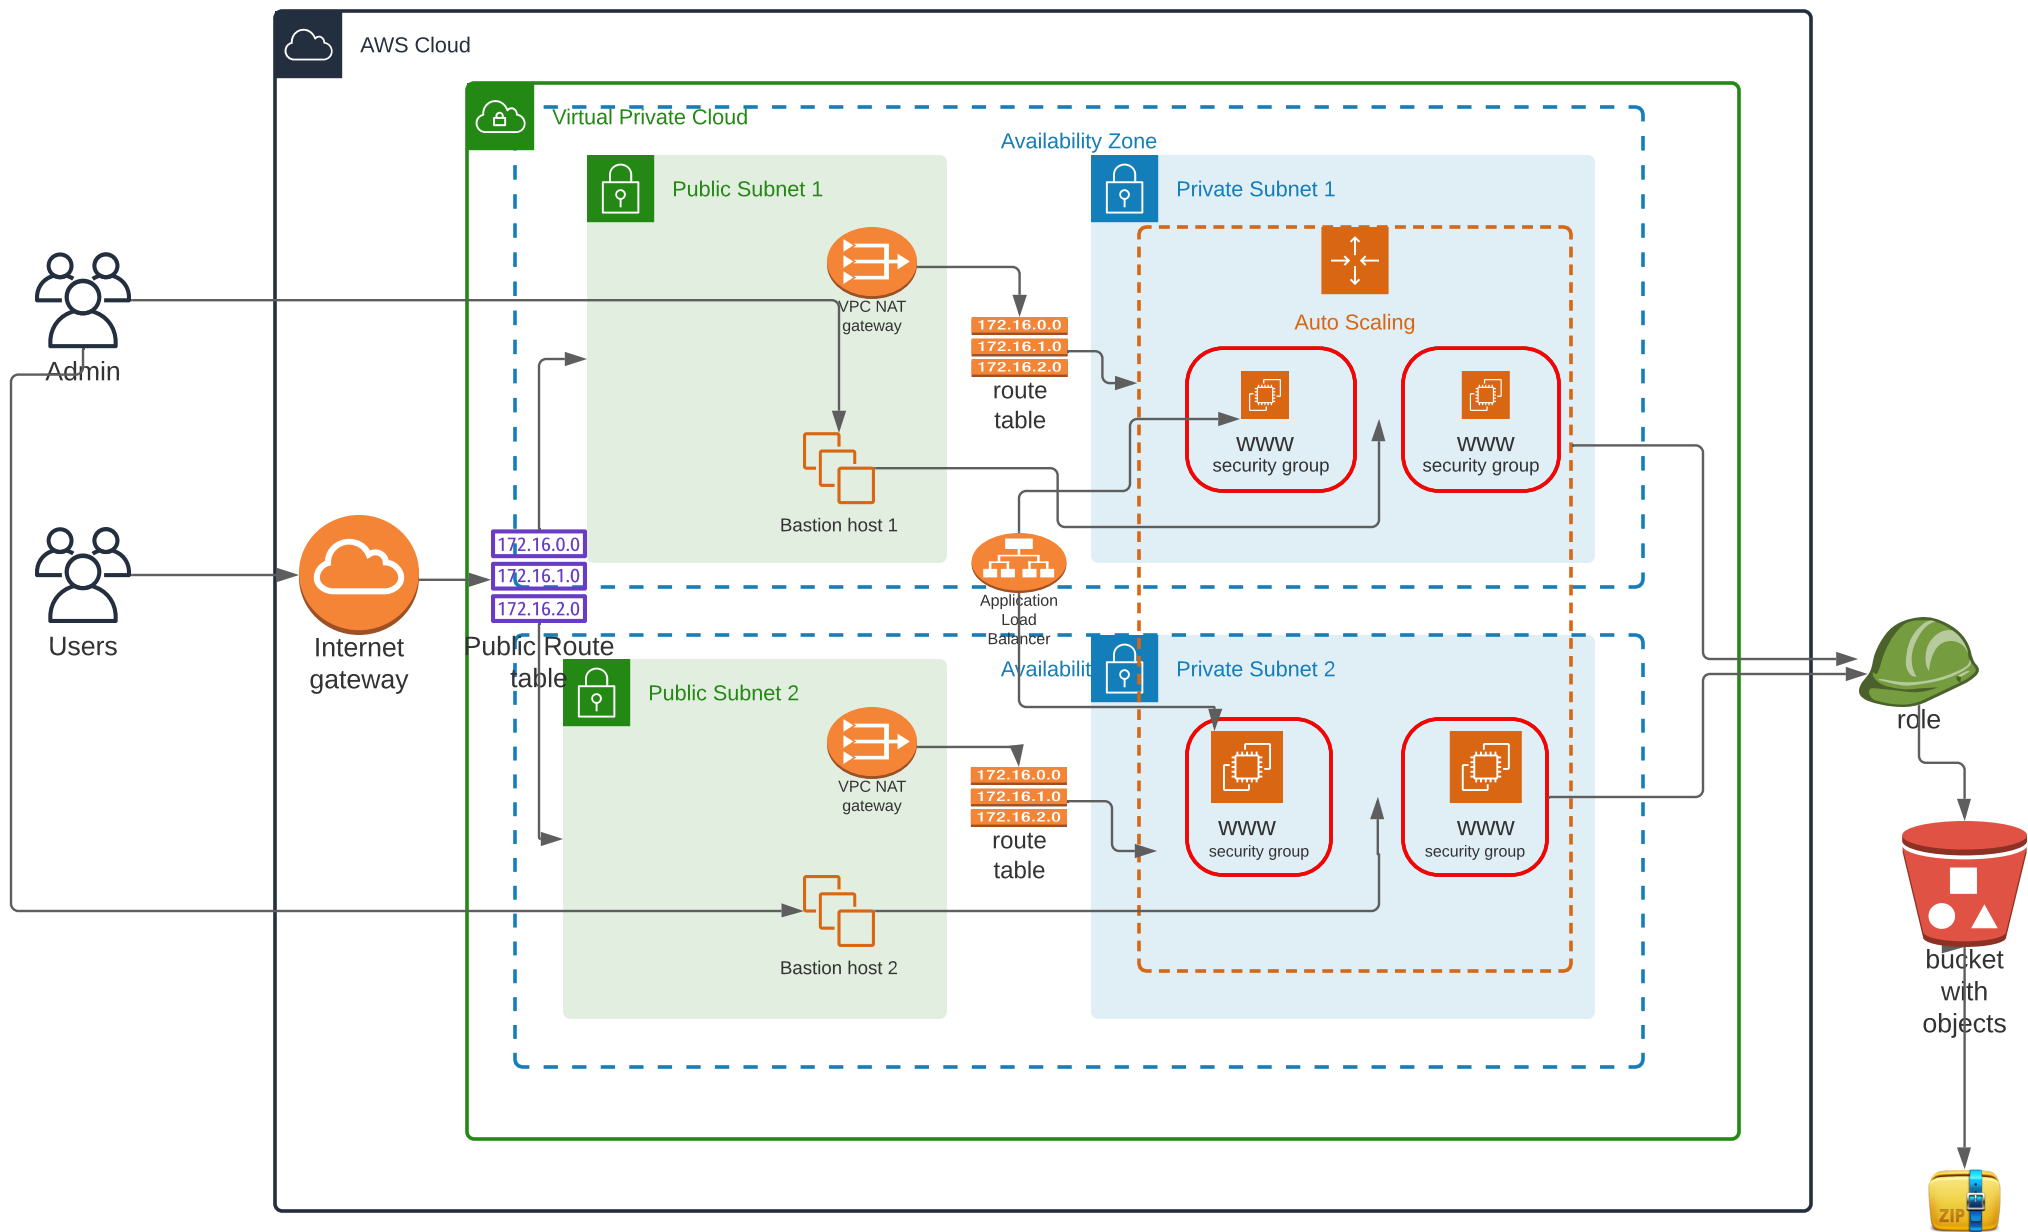 AWS Cloud
Virtual Private Cloud
Availability Zone
Public Subnet 1
Private Subnet 1
VPC NAT
gateway
172.16.0.0
172.16.1.0
172.16.2.0
route
table
Auto Scaling
www
security group
www
security group
Admin
Bastion host 1
Users
Internet
gateway
172.16.0.0
172.16.1.0
172.16.2.0
Public Route
table
Application
Load
Balancer
Availabilit
Public Subnet 2
Private Subnet 2
VPC NAT
gateway
172.16.0.0
172.16.1.0
172.16.2.0
route
table
www
security group
www
security group
Bastion host 2
role
bucket
with
objects
ZIP